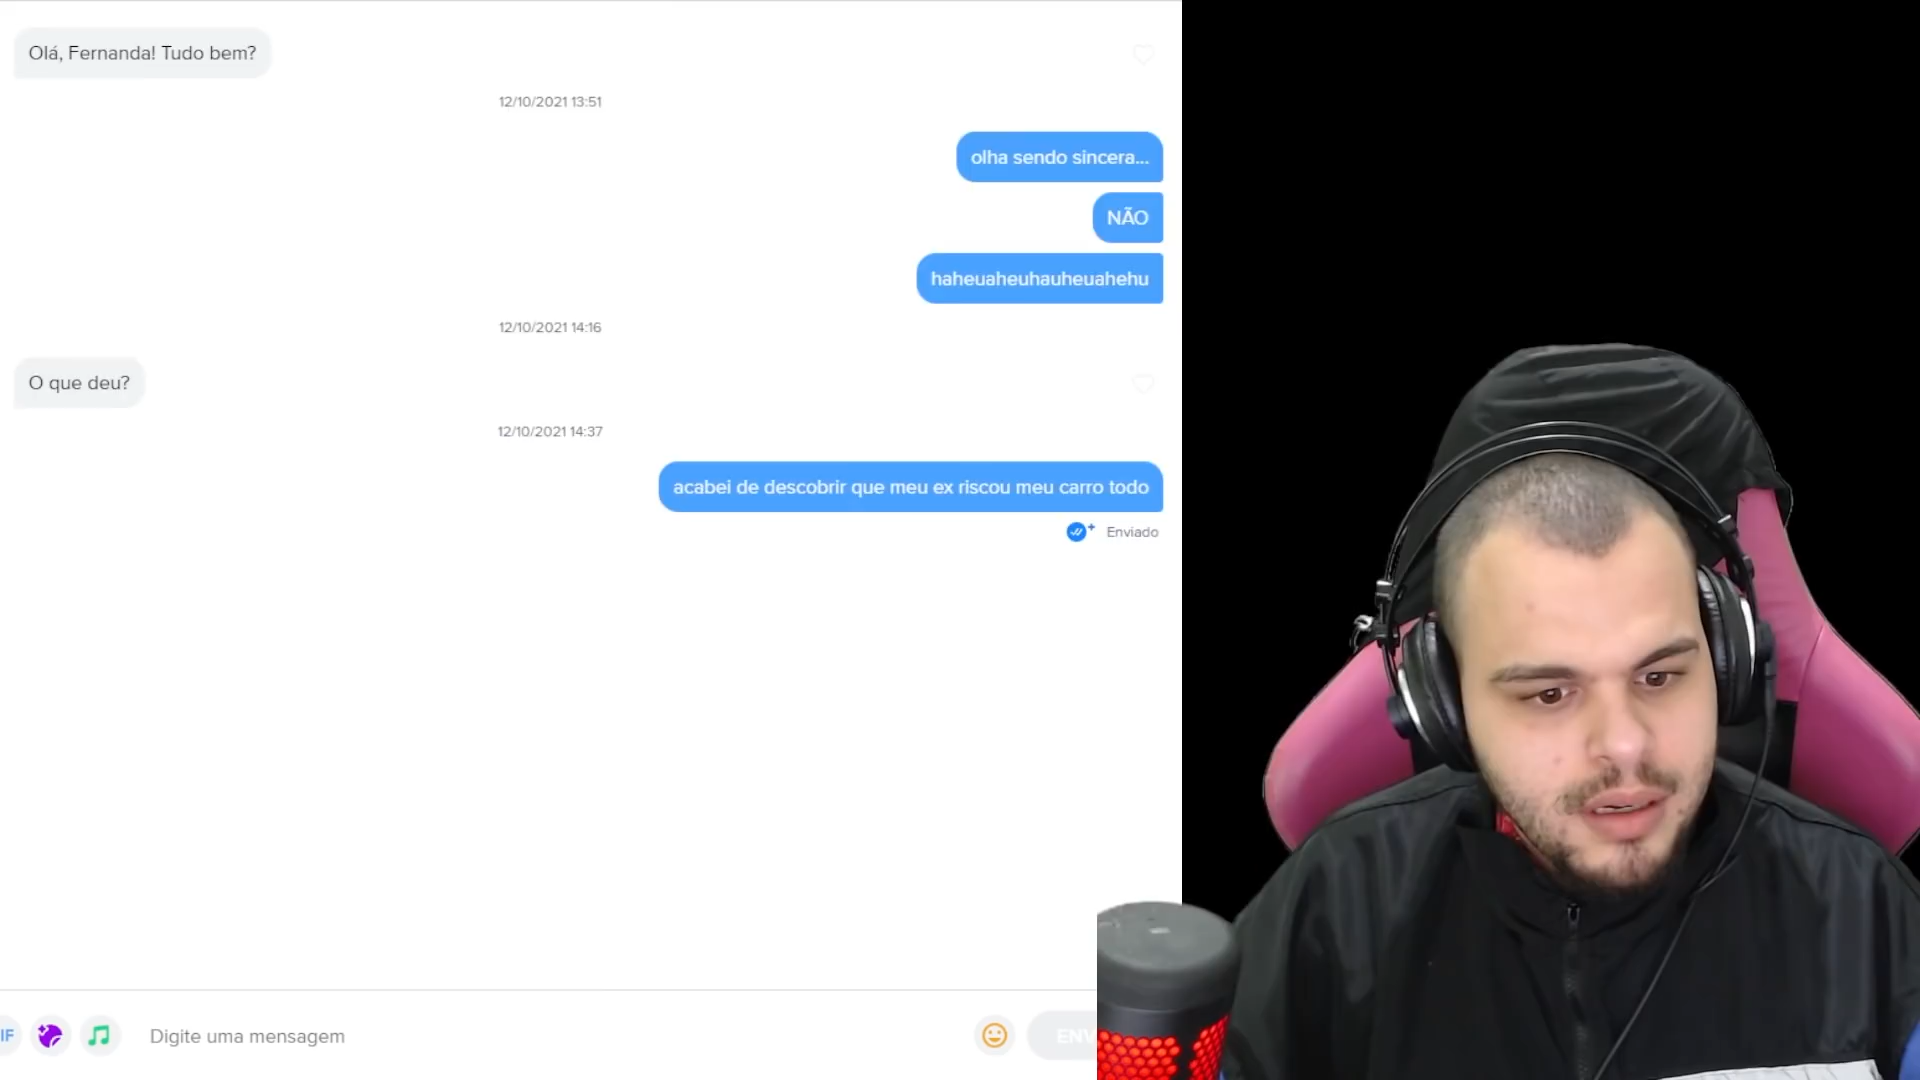 Olá, Fernanda! Tudo bem?
12/10/2021 13:51
olha sendo sincera...
NÃO
haheuaheuhauheuahehu
12/10/2021 14:16
O que deu?
12/10/2021 14:37
acabei de descobrir que meu ex riscou meu carro todo
Enviado
IF
Digite uma mensagem
ENV